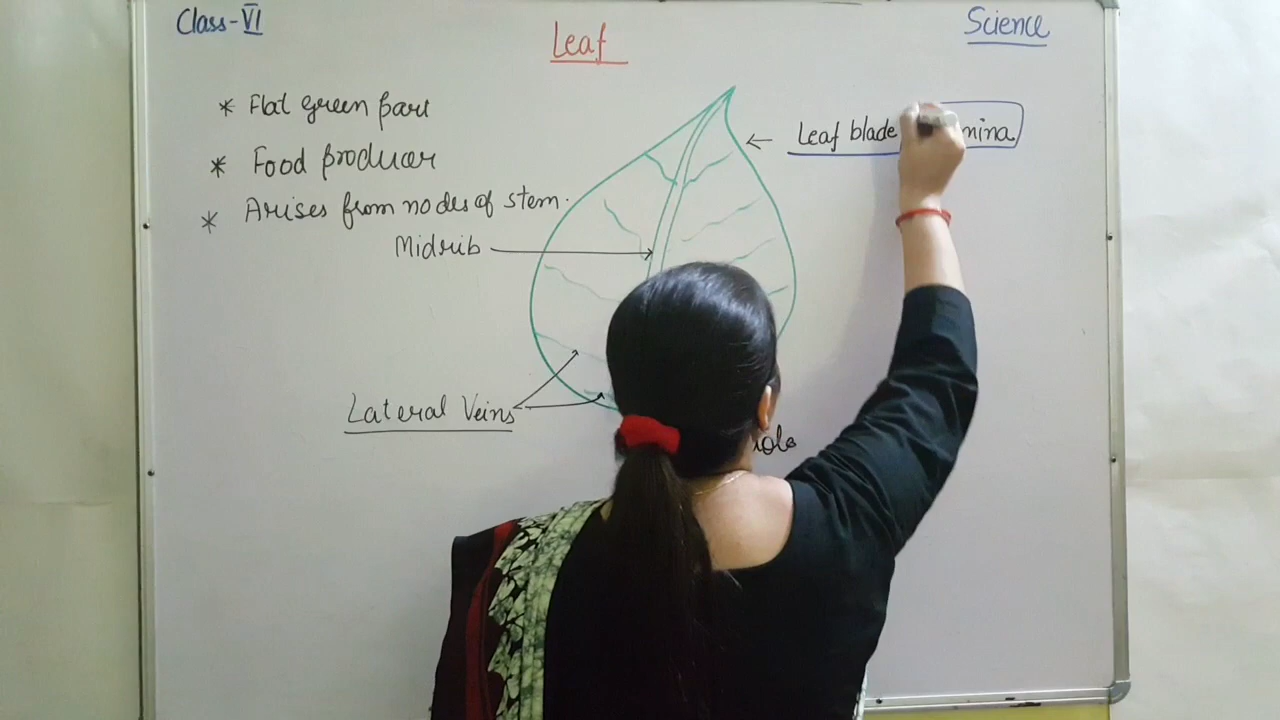 Class-VI
Leaf
Science
* Flat green part
* Food producer
* Arises from nodes of stem.
Leaf blade
Midrib
Lateral Veins